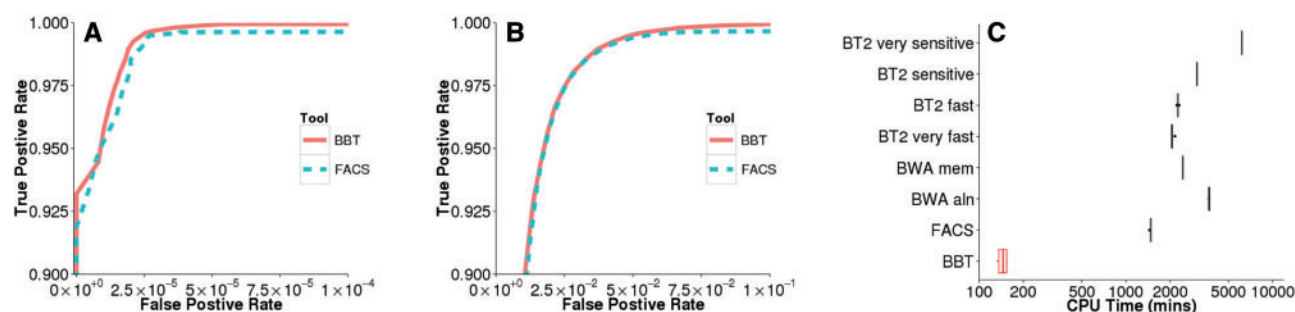 A
1.000
0.975
0.950
0.925
0.900
True Positive Rate
0×10⁺⁰ 2.5×10⁻⁵ 5×10⁻⁵ 7.5×10⁻⁵ 1×10⁻⁴
False Postive Rate
Tool
BBT
FACS
B
1.000
0.975
0.950
0.925
0.900
True Positive Rate
0×10⁺⁰ 2.5×10⁻² 5×10⁻² 7.5×10⁻² 1×10⁻¹
False Postive Rate
Tool
BBT
FACS
C
BT2 very sensitive
BT2 sensitive
BT2 fast
BT2 very fast
BWA mem
BWA aln
FACS
BBT
100 200 500 1000 2000 5000 10000
CPU Time (mins)